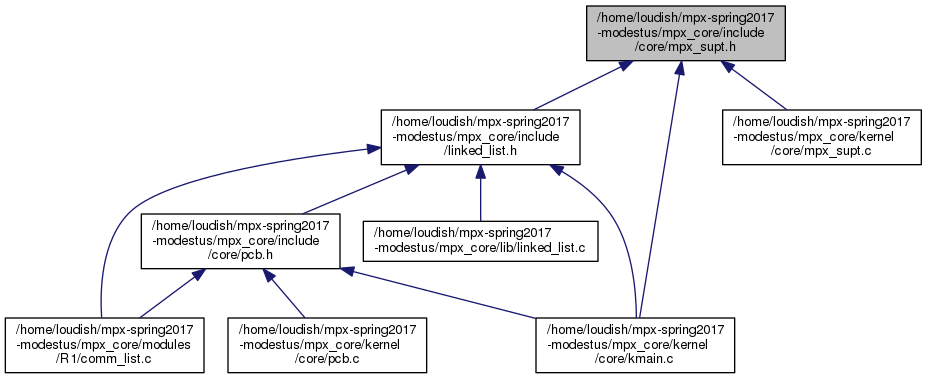 /home/loudish/mpx-spring2017
-modestus/mpx_core/include
/core/mpx_supt.h
/home/loudish/mpx-spring2017
-modestus/mpx_core/include
/linked_list.h
/home/loudish/mpx-spring2017
-modestus/mpx_core/kernel
/core/mpx_supt.c
/home/loudish/mpx-spring2017
-modestus/mpx_core/include
/core/pcb.h
/home/loudish/mpx-spring2017
-modestus/mpx_core/lib/linked_list.c
/home/loudish/mpx-spring2017
-modestus/mpx_core/modules
/R1/comm_list.c
/home/loudish/mpx-spring2017
-modestus/mpx_core/kernel
/core/pcb.c
/home/loudish/mpx-spring2017
-modestus/mpx_core/kernel
/core/kmain.c